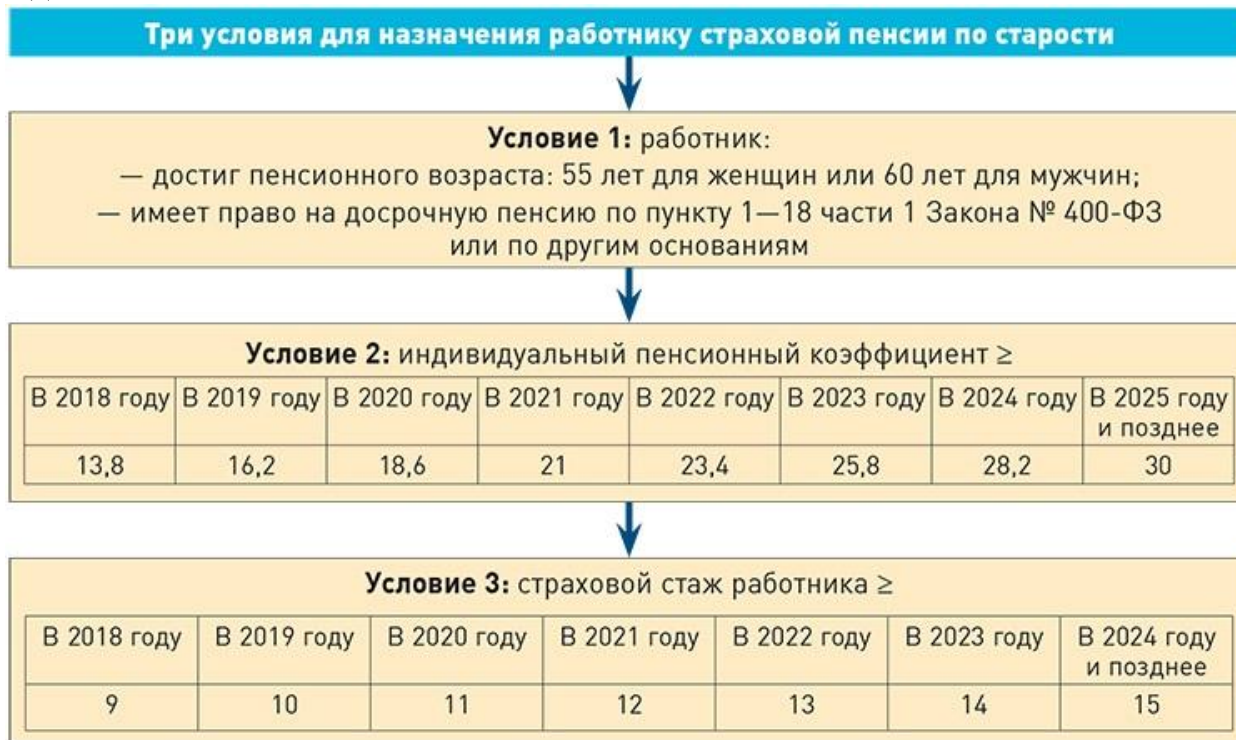 Три условия для назначения работнику страховой пенсии по старости
Условие 1: работник:
— достиг пенсионного возраста: 55 лет для женщин или 60 лет для мужчин;
— имеет право на досрочную пенсию по пункту 1—18 части 1 Закона № 400-ФЗ
или по другим основаниям
Условие 2: индивидуальный пенсионный коэффициент ≥
В 2018 году В 2019 году В 2020 году В 2021 году В 2022 году В 2023 году В 2024 году В 2025 году
и позднее
13,8 16,2 18,6 21 23,4 25,8 28,2 30
Условие 3: страховой стаж работника ≥
В 2018 году В 2019 году В 2020 году В 2021 году В 2022 году В 2023 году В 2024 году
и позднее
9 10 11 12 13 14 15